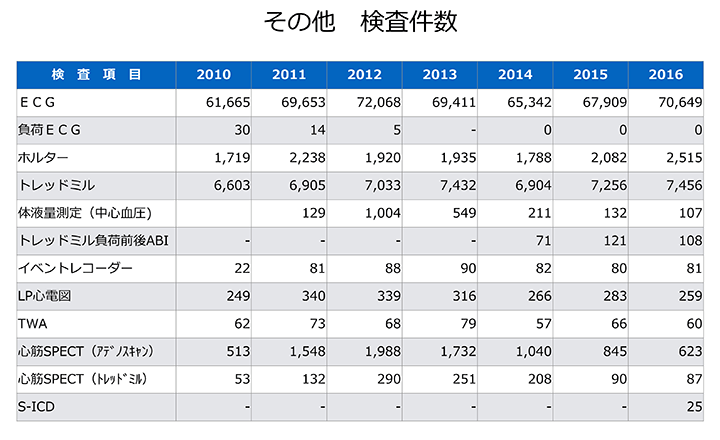 その他　検査件数
検　査　項　目 2010 2011 2012 2013 2014 2015 2016
ＥＣＧ 61,665 69,653 72,068 69,411 65,342 67,909 70,649
負荷ＥＣＧ 30 14 5 - 0 0 0
ホルター 1,719 2,238 1,920 1,935 1,788 2,082 2,515
トレッドミル 6,603 6,905 7,033 7,432 6,904 7,256 7,456
体液量測定（中心血圧) 129 1,004 549 211 132 107
トレッドミル負荷前後ABI - - - - 71 121 108
イベントレコーダー 22 81 88 90 82 80 81
LP心電図 249 340 339 316 266 283 259
TWA 62 73 68 79 57 66 60
心筋SPECT（ｱﾃﾞﾉｽｷｬﾝ） 513 1,548 1,988 1,732 1,040 845 623
心筋SPECT（ﾄﾚｯﾄﾞﾐﾙ） 53 132 290 251 208 90 87
S-ICD - - - - - - 25